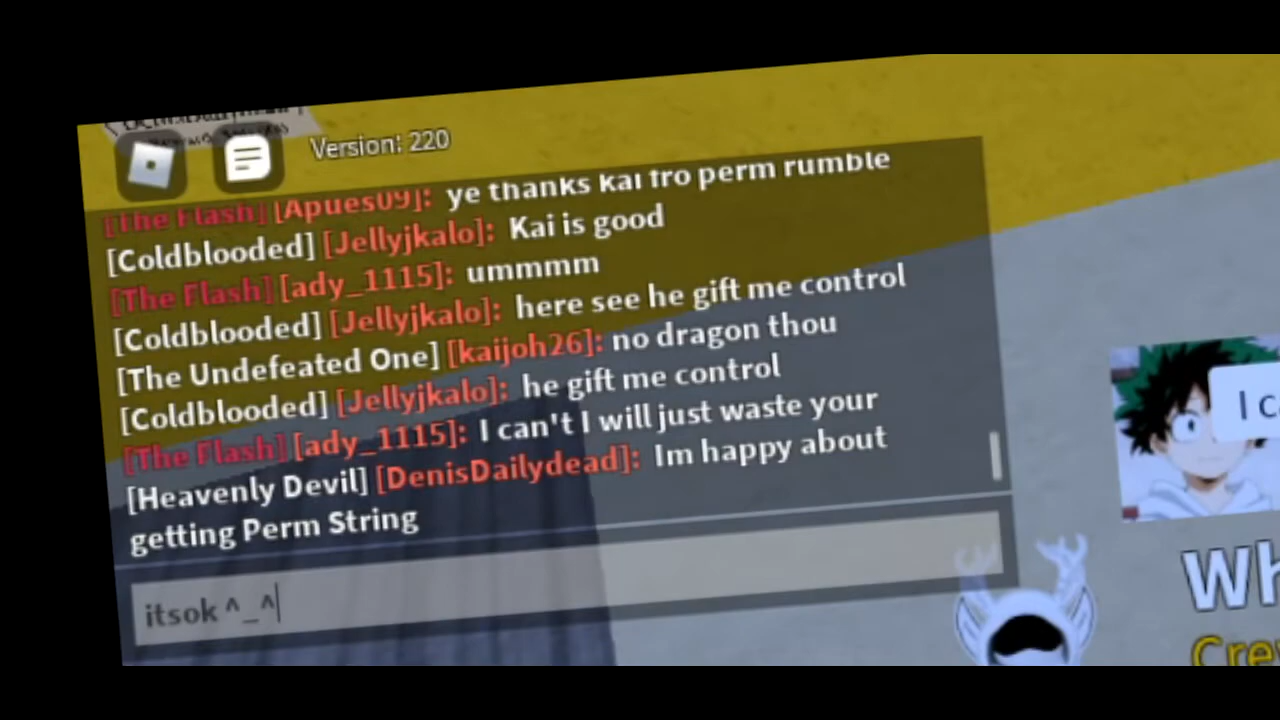 Version: 220
[The Flash] [Apues09]: ye thanks kai fro perm rumble
[Coldblooded] [Jellyjkalo]: Kai is good
[The Flash] [ady_1115]: ummmm
[Coldblooded] [Jellyjkalo]: here see he gift me control
[The Undefeated One] [kaijoh26]: no dragon thou
[Coldblooded] [Jellyjkalo]: he gift me control
[The Flash] [ady_1115]: I can't I will just waste your
[Heavenly Devil] [DenisDailydead]: Im happy about
getting Perm String
itsok ^_^
I c
Wh
Cre